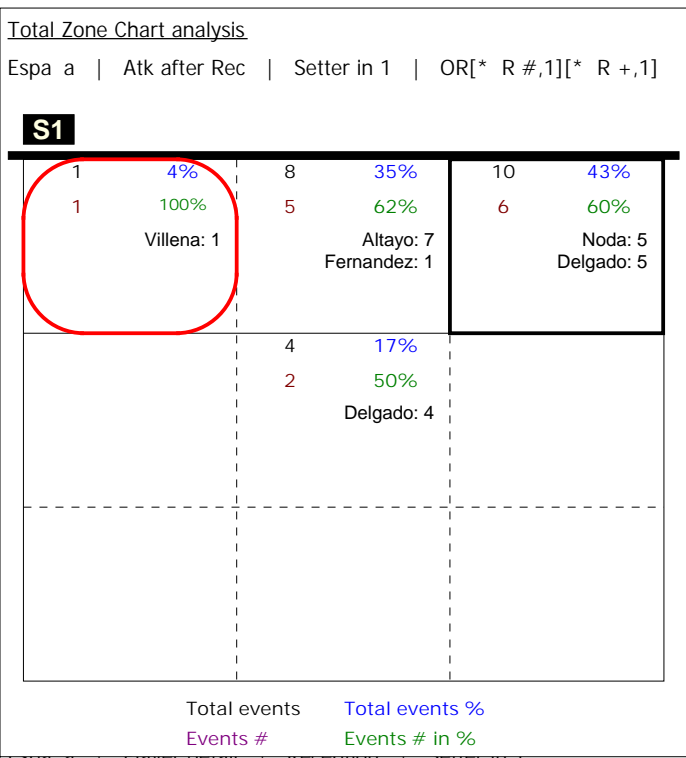 Total Zone Chart analysis
Espa a | Atk after Rec | Setter in 1 | OR[* R #,1][* R +,1]
S1
1 4% 8 35% 10 43%
1 100% 5 62% 6 60%
Villena: 1 Altayo: 7 Noda: 5
Fernandez: 1 Delgado: 5
4 17%
2 50%
Delgado: 4
Total events Total events %
Events # Events # in %